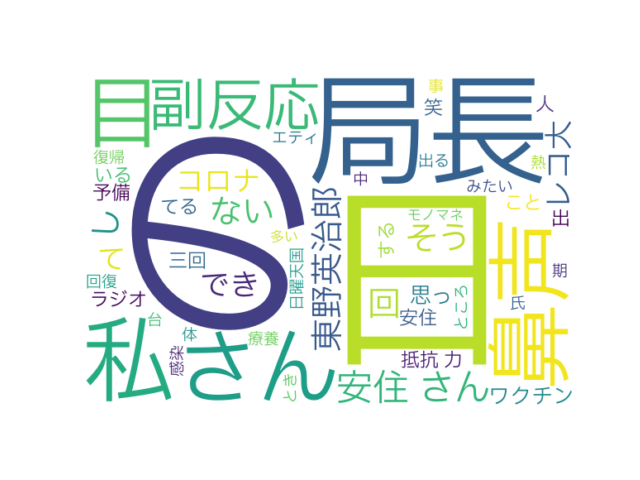 目
副反応
局長
事
笑
人
エティ
復帰
いる
予備
コロナ
てる
ない
出る
中
みたい
熱
レコ大
出
こと
6
日
し
て
三回
多い
でき
回復
ラジオ
日曜天国
東野英治郎
モノマネ
する
そう
回
思っ
安住
ところ
鼻声
期
氏
台
体
感染
療養
とき
私
さん
抵抗 力
安住 さん
ワクチン